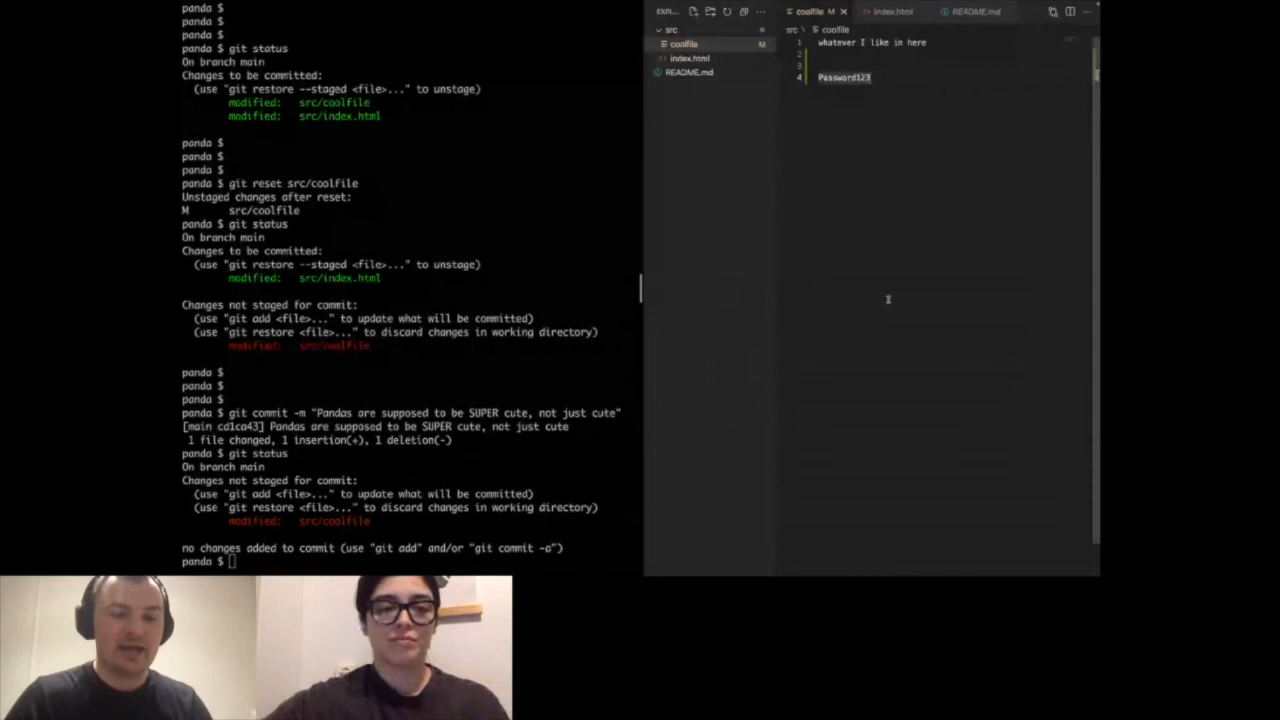 panda $
panda $
panda $
panda $ git status
On branch main
Changes to be committed:
(use "git restore --staged <file>..." to unstage)
modified: src/coolfile
modified: src/index.html
panda $
panda $
panda $
panda $ git reset src/coolfile
Unstaged changes after reset:
M src/coolfile
panda $ git status
On branch main
Changes to be committed:
(use "git restore --staged <file>..." to unstage)
modified: src/index.html
Changes not staged for commit:
(use "git add <file>..." to update what will be committed)
(use "git restore <file>..." to discard changes in working directory)
modified: src/coolfile
panda $
panda $
panda $
panda $ git commit -m "Pandas are supposed to be SUPER cute, not just cute"
[main cd1ca43] Pandas are supposed to be SUPER cute, not just cute
1 file changed, 1 insertion(+), 1 deletion(-)
panda $ git status
On branch main
Changes not staged for commit:
(use "git add <file>..." to update what will be committed)
(use "git restore <file>..." to discard changes in working directory)
modified: src/coolfile
no changes added to commit (use "git add" and/or "git commit -a")
panda $
EXPL...
src
coolfile M
index.html
README.md
coolfile M index.html README.md
src coolfile
1 whatever I like in here
2
3
4 Password123